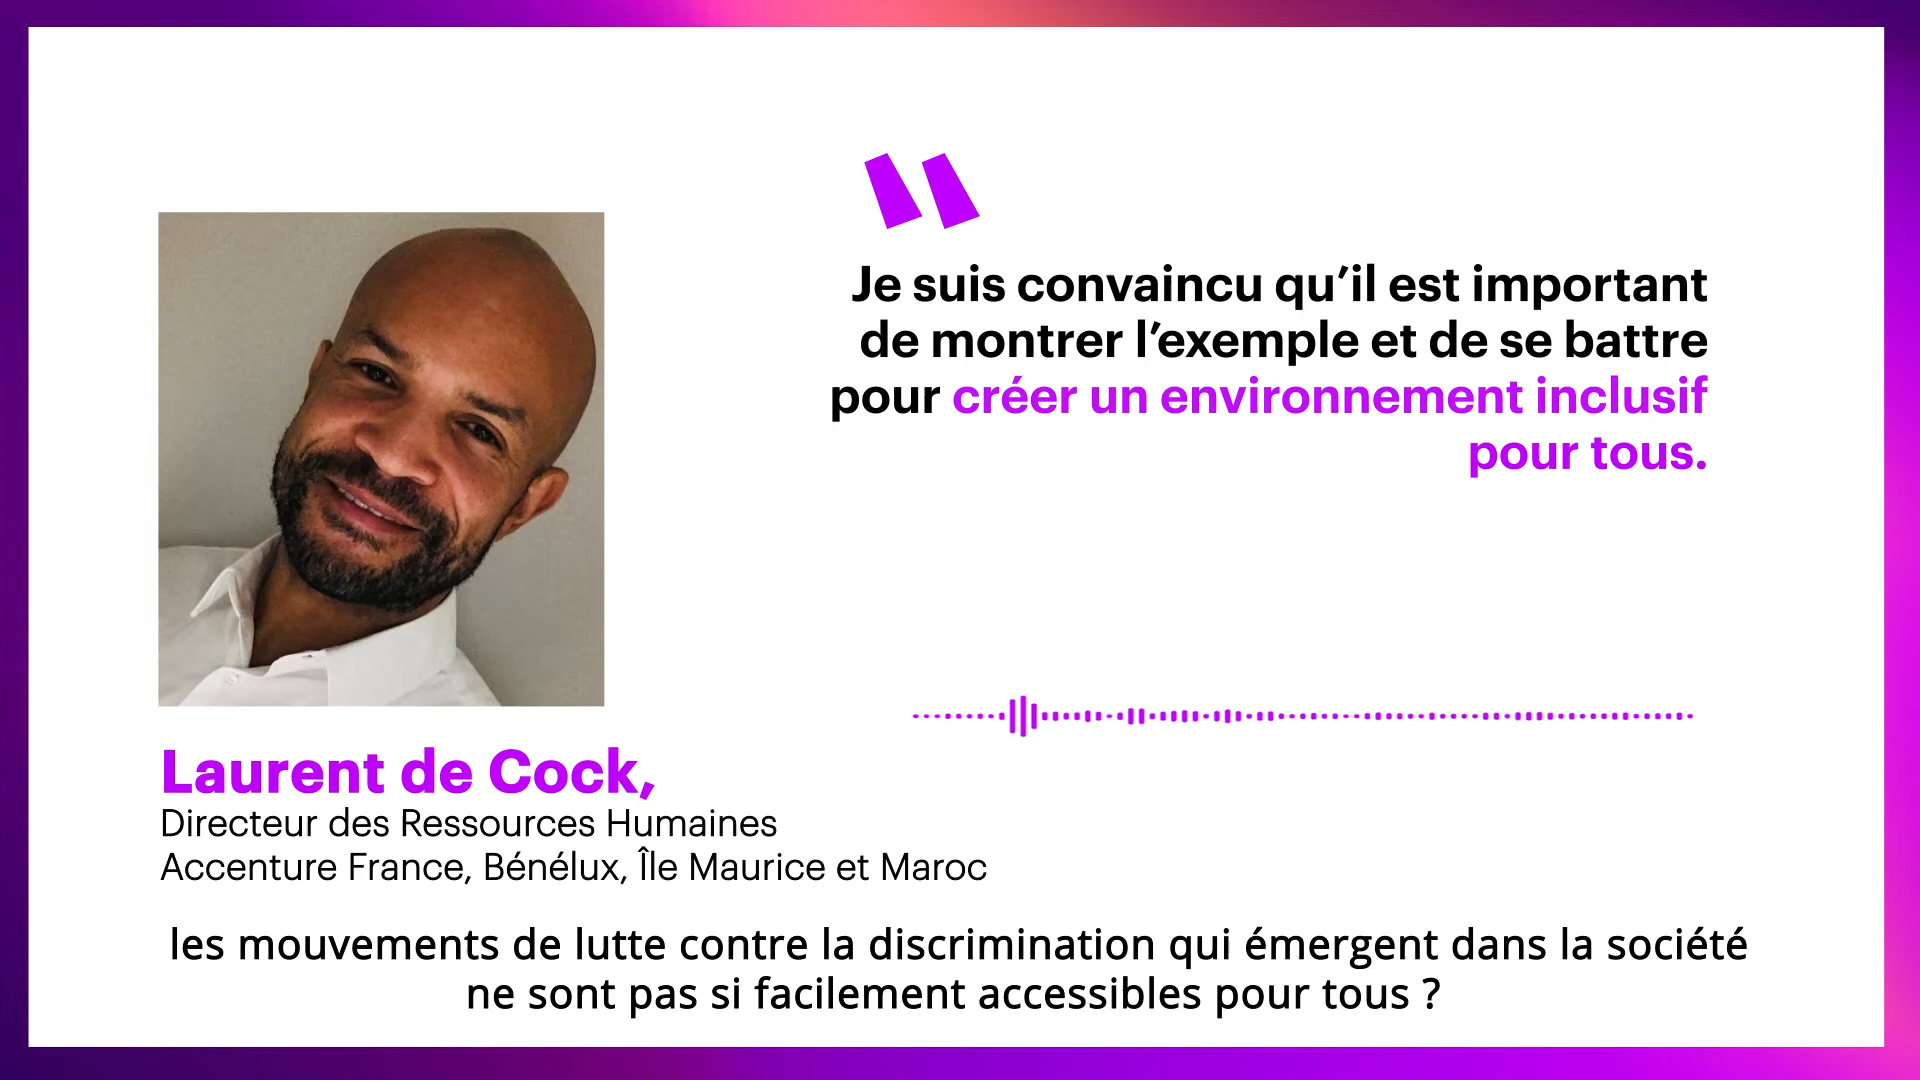 Je suis convaincu qu’il est important
de montrer l’exemple et de se battre
pour créer un environnement inclusif
pour tous.
Laurent de Cock,
Directeur des Ressources Humaines
Accenture France, Bénélux, Île Maurice et Maroc
les mouvements de lutte contre la discrimination qui émergent dans la société
ne sont pas si facilement accessibles pour tous ?